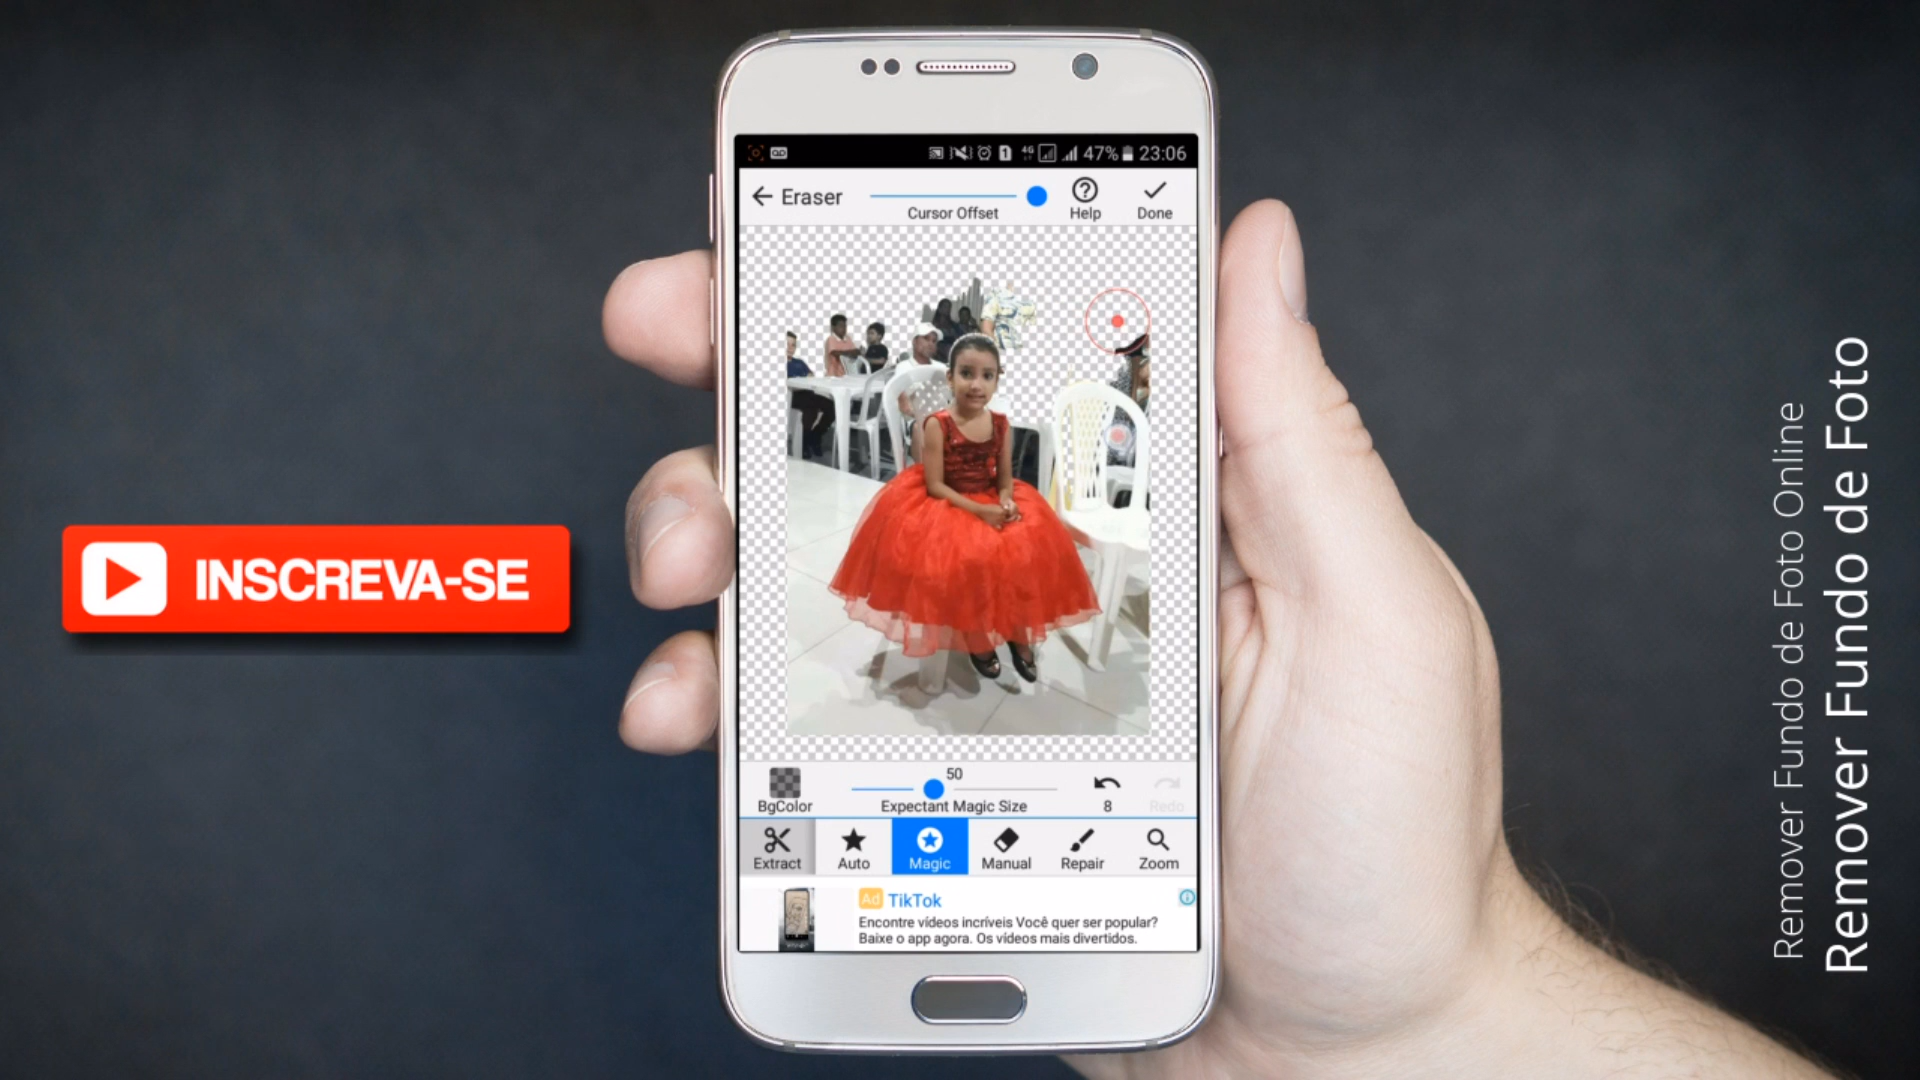 47% 23:06
Eraser
Cursor Offset
Help
Done
INSCREVA-SE
50
BgColor
Expectant Magic Size
8
Redo
Extract
Auto
Magic
Manual
Repair
Zoom
Ad TikTok
Encontre vídeos incríveis Você quer ser popular?
Baixe o app agora. Os vídeos mais divertidos.
Remover Fundo de Foto Online
Remover Fundo de Foto